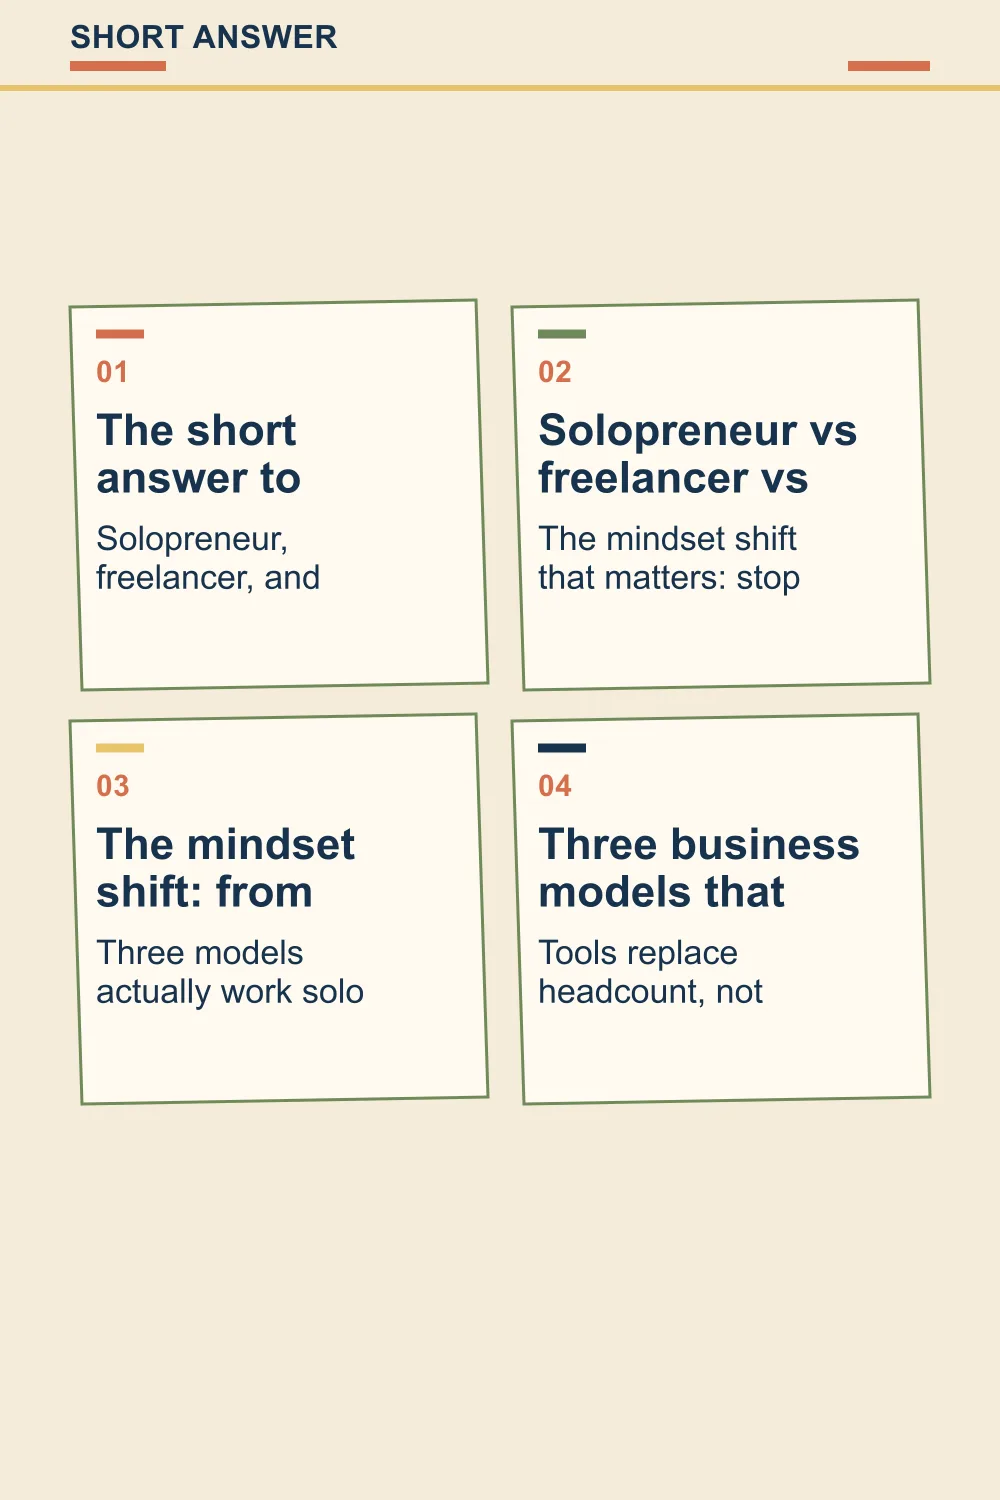 SHORT ANSWER
01
The short
answer to
Solopreneur,
freelancer, and
02
Solopreneur vs
freelancer vs
The mindset shift
that matters: stop
03
The mindset
shift: from
Three models
actually work solo
04
Three business
models that
Tools replace
headcount, not